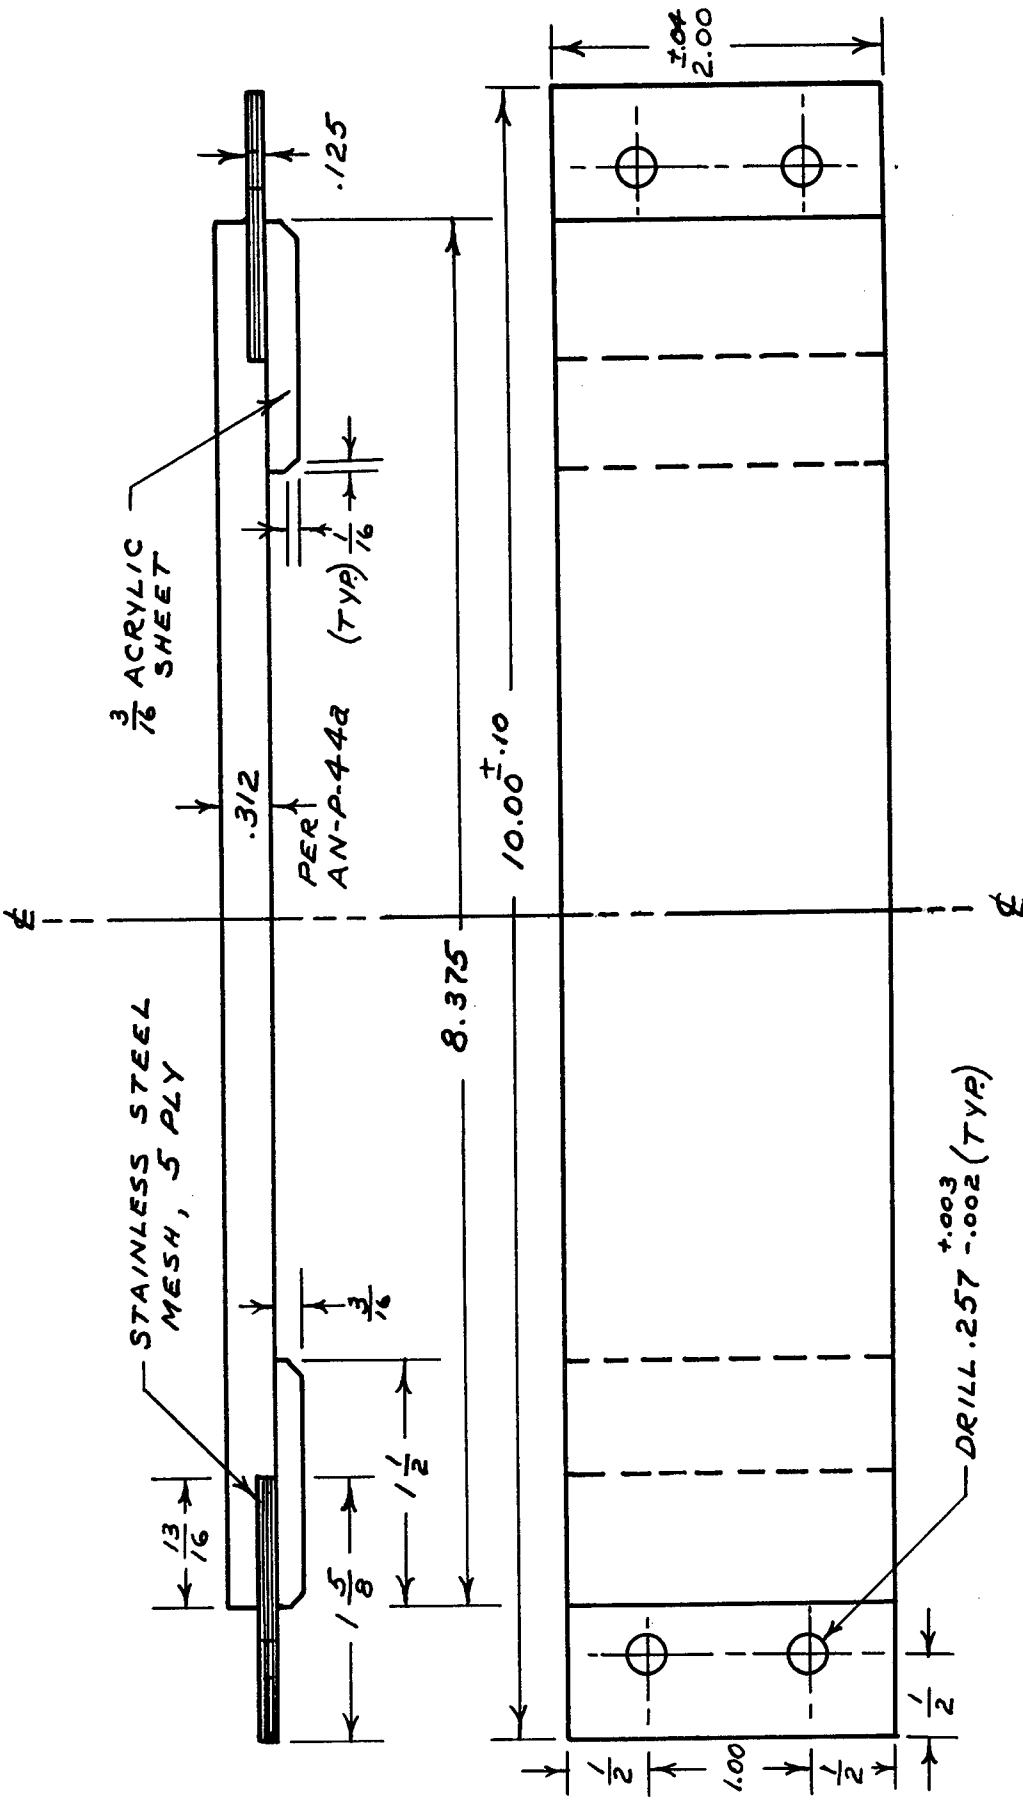 ℄
STAINLESS STEEL
MESH, 5 PLY
3/16 ACRYLIC
SHEET
13/16
.312
.125
PER
AN-P-44a
(TYP.) 1/16
3/16
1 5/8
1 1/2
8.375
10.00 ±.10
±.04
2.00
1/2
1.00
1/2
1/2
DRILL .257 +.003 -.002 (TYP.)
℄